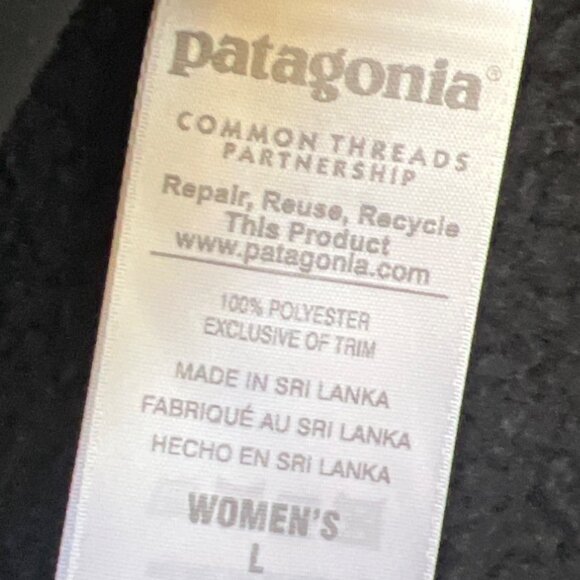 patagonia®
COMMON THREADS
PARTNERSHIP
Repair, Reuse, Recycle
This Product
www.patagonia.com
100% POLYESTER
EXCLUSIVE OF TRIM
MADE IN SRI LANKA
FABRIQUÉ AU SRI LANKA
HECHO EN SRI LANKA
WOMEN'S
L